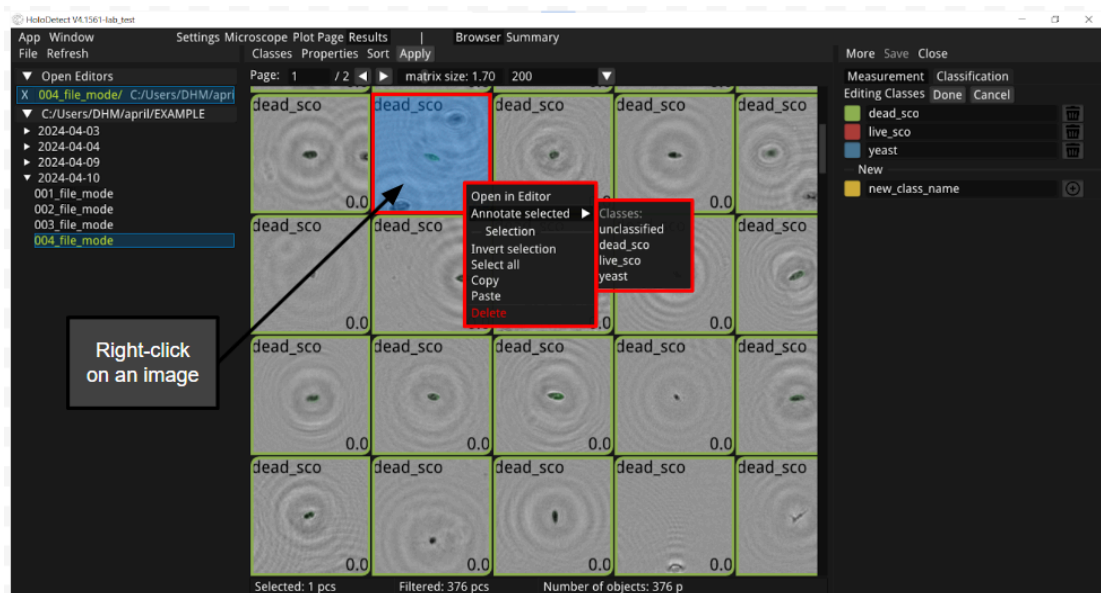 HoloDetect V4.1561-lab_test
App Window Settings Microscope Plot Page Results | Browser Summary
File Refresh Classes Properties Sort Apply More Save Close
Open Editors
X 004_file_mode/ C:/Users/DHM/apri
C:/Users/DHM/april/EXAMPLE
2024-04-03
2024-04-04
2024-04-09
2024-04-10
001_file_mode
002_file_mode
003_file_mode
004_file_mode
Right-click
on an image
Page: 1 / 2 matrix size: 1.70 200
dead_sco dead_sco dead_sco dead_sco dead_sco
0.0 0.0
dead_sco dead_sco dead_sco dead_sco
0.0 0.0 0.0
dead_sco dead_sco dead_sco dead_sco dead_sco
0.0 0.0 0.0 0.0
dead_sco dead_sco dead_sco dead_sco dead_sco
0.0 0.0 0.0 0.0
Open in Editor
Annotate selected
Selection
Invert selection
Select all
Copy
Paste
Delete
Classes:
unclassified
dead_sco
live_sco
yeast
Selected: 1 pcs Filtered: 376 pcs Number of objects: 376 p
Measurement Classification
Editing Classes Done Cancel
dead_sco
live_sco
yeast
New
new_class_name